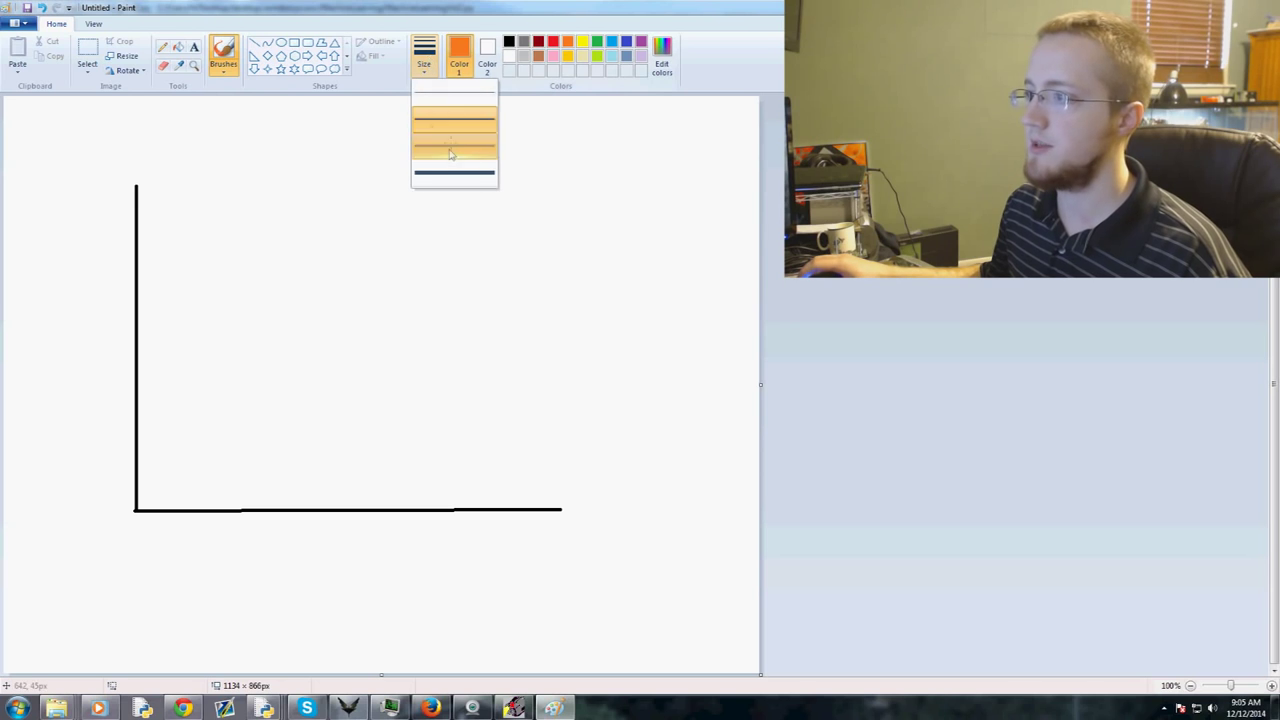 Untitled - Paint
Home
View
Paste
Cut
Copy
Clipboard
Select
Crop
Resize
Rotate
Image
Tools
Brushes
Outline
Fill
Shapes
Size
Color 1
Color 2
Edit colors
Colors
642, 45px
1134 × 866px
100%
9:05 AM
12/12/2014